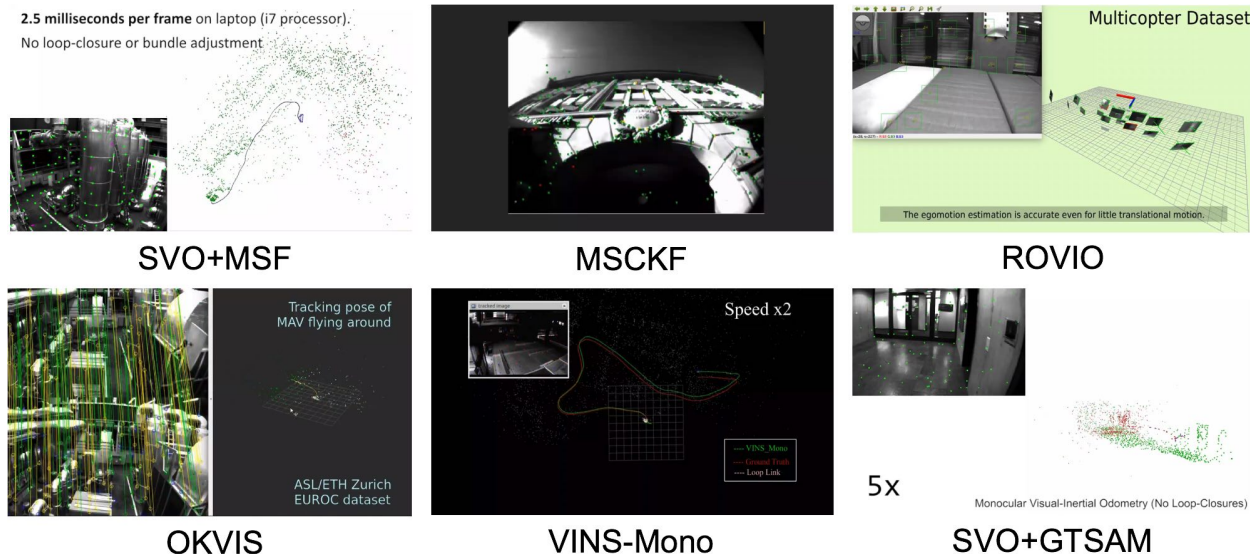 2.5 milliseconds per frame on laptop (i7 processor).
No loop-closure or bundle adjustment
SVO+MSF
MSCKF
Multicopter Dataset
The egomotion estimation is accurate even for little translational motion.
ROVIO
Tracking pose of
MAV flying around
ASL/ETH Zurich
EUROC dataset
OKVIS
tracked image
Speed x2
---- VINS_Mono
---- Ground Truth
---- Loop Link
VINS-Mono
5x
Monocular Visual-Inertial Odometry (No Loop-Closures)
SVO+GTSAM